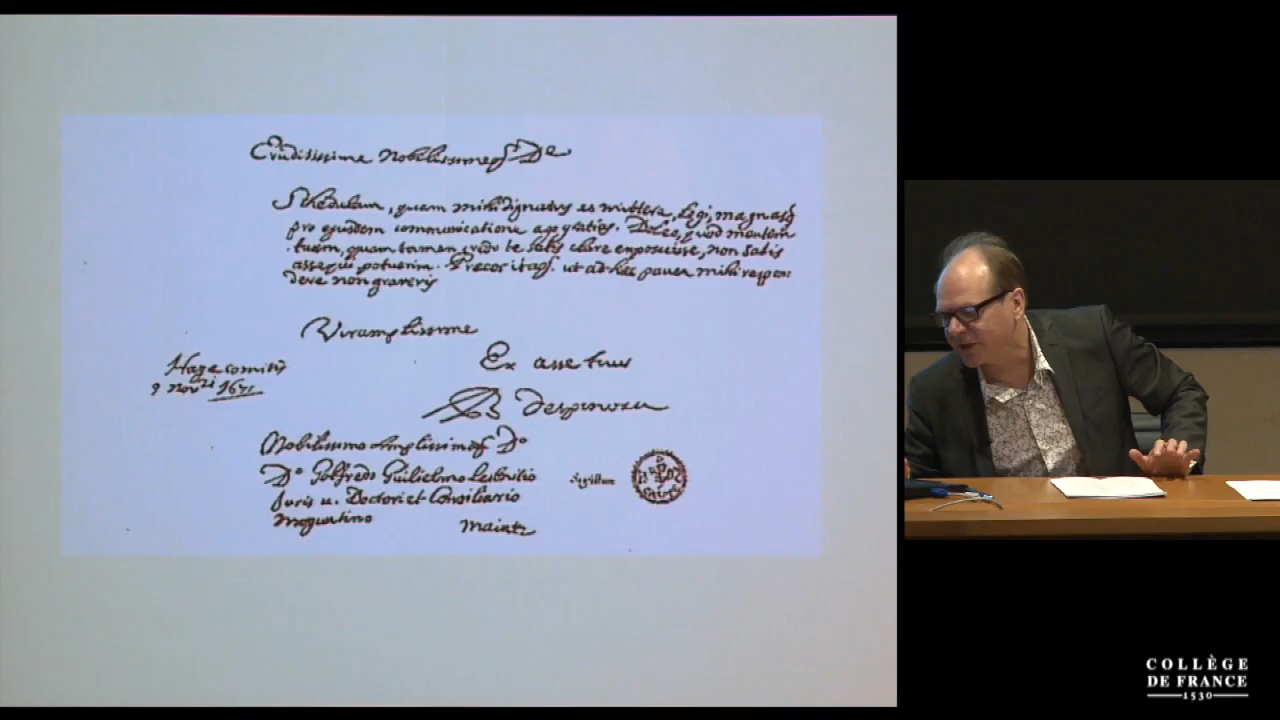 Eruditissime Nobilissimeq; Dne
Schedulam, quam mihi dignatus es mittere, legi, magnasq;
pro ejusdem communicatione ago gratias. Doleo, quod mentem
tuam, quam tamen credo te satis clare exposuisse, non satis
assequi potuerim. Precor itaq. ut ad haec pauca mihi respon
dere non graveris
Vir amplissime
Hagae comitis
9 Novbri 1671
Ex asse tuus
B despinoza
Nobilissimo Amplissimoq; Do
Do Gotfredo Guilielmo Leibnitio
Juris u. Doctori et Consiliario
Moguntino Maintz
Sigillum
COLLÈGE
DE FRANCE
1530